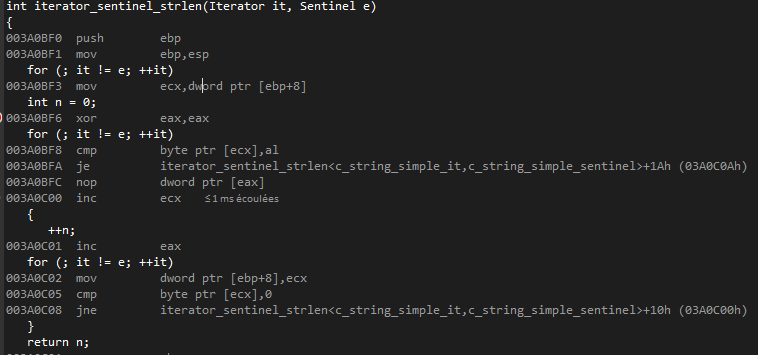 int iterator_sentinel_strlen(Iterator it, Sentinel e)
{
003A0BF0 push ebp
003A0BF1 mov ebp,esp
for (; it != e; ++it)
003A0BF3 mov ecx,dword ptr [ebp+8]
int n = 0;
003A0BF6 xor eax,eax
for (; it != e; ++it)
003A0BF8 cmp byte ptr [ecx],al
003A0BFA je iterator_sentinel_strlen<c_string_simple_it,c_string_simple_sentinel>+1Ah (03A0C0Ah)
003A0BFC nop dword ptr [eax]
003A0C00 inc ecx ≤1 ms écoulées
{
++n;
003A0C01 inc eax
for (; it != e; ++it)
003A0C02 mov dword ptr [ebp+8],ecx
003A0C05 cmp byte ptr [ecx],0
003A0C08 jne iterator_sentinel_strlen<c_string_simple_it,c_string_simple_sentinel>+10h (03A0C00h)
}
return n;